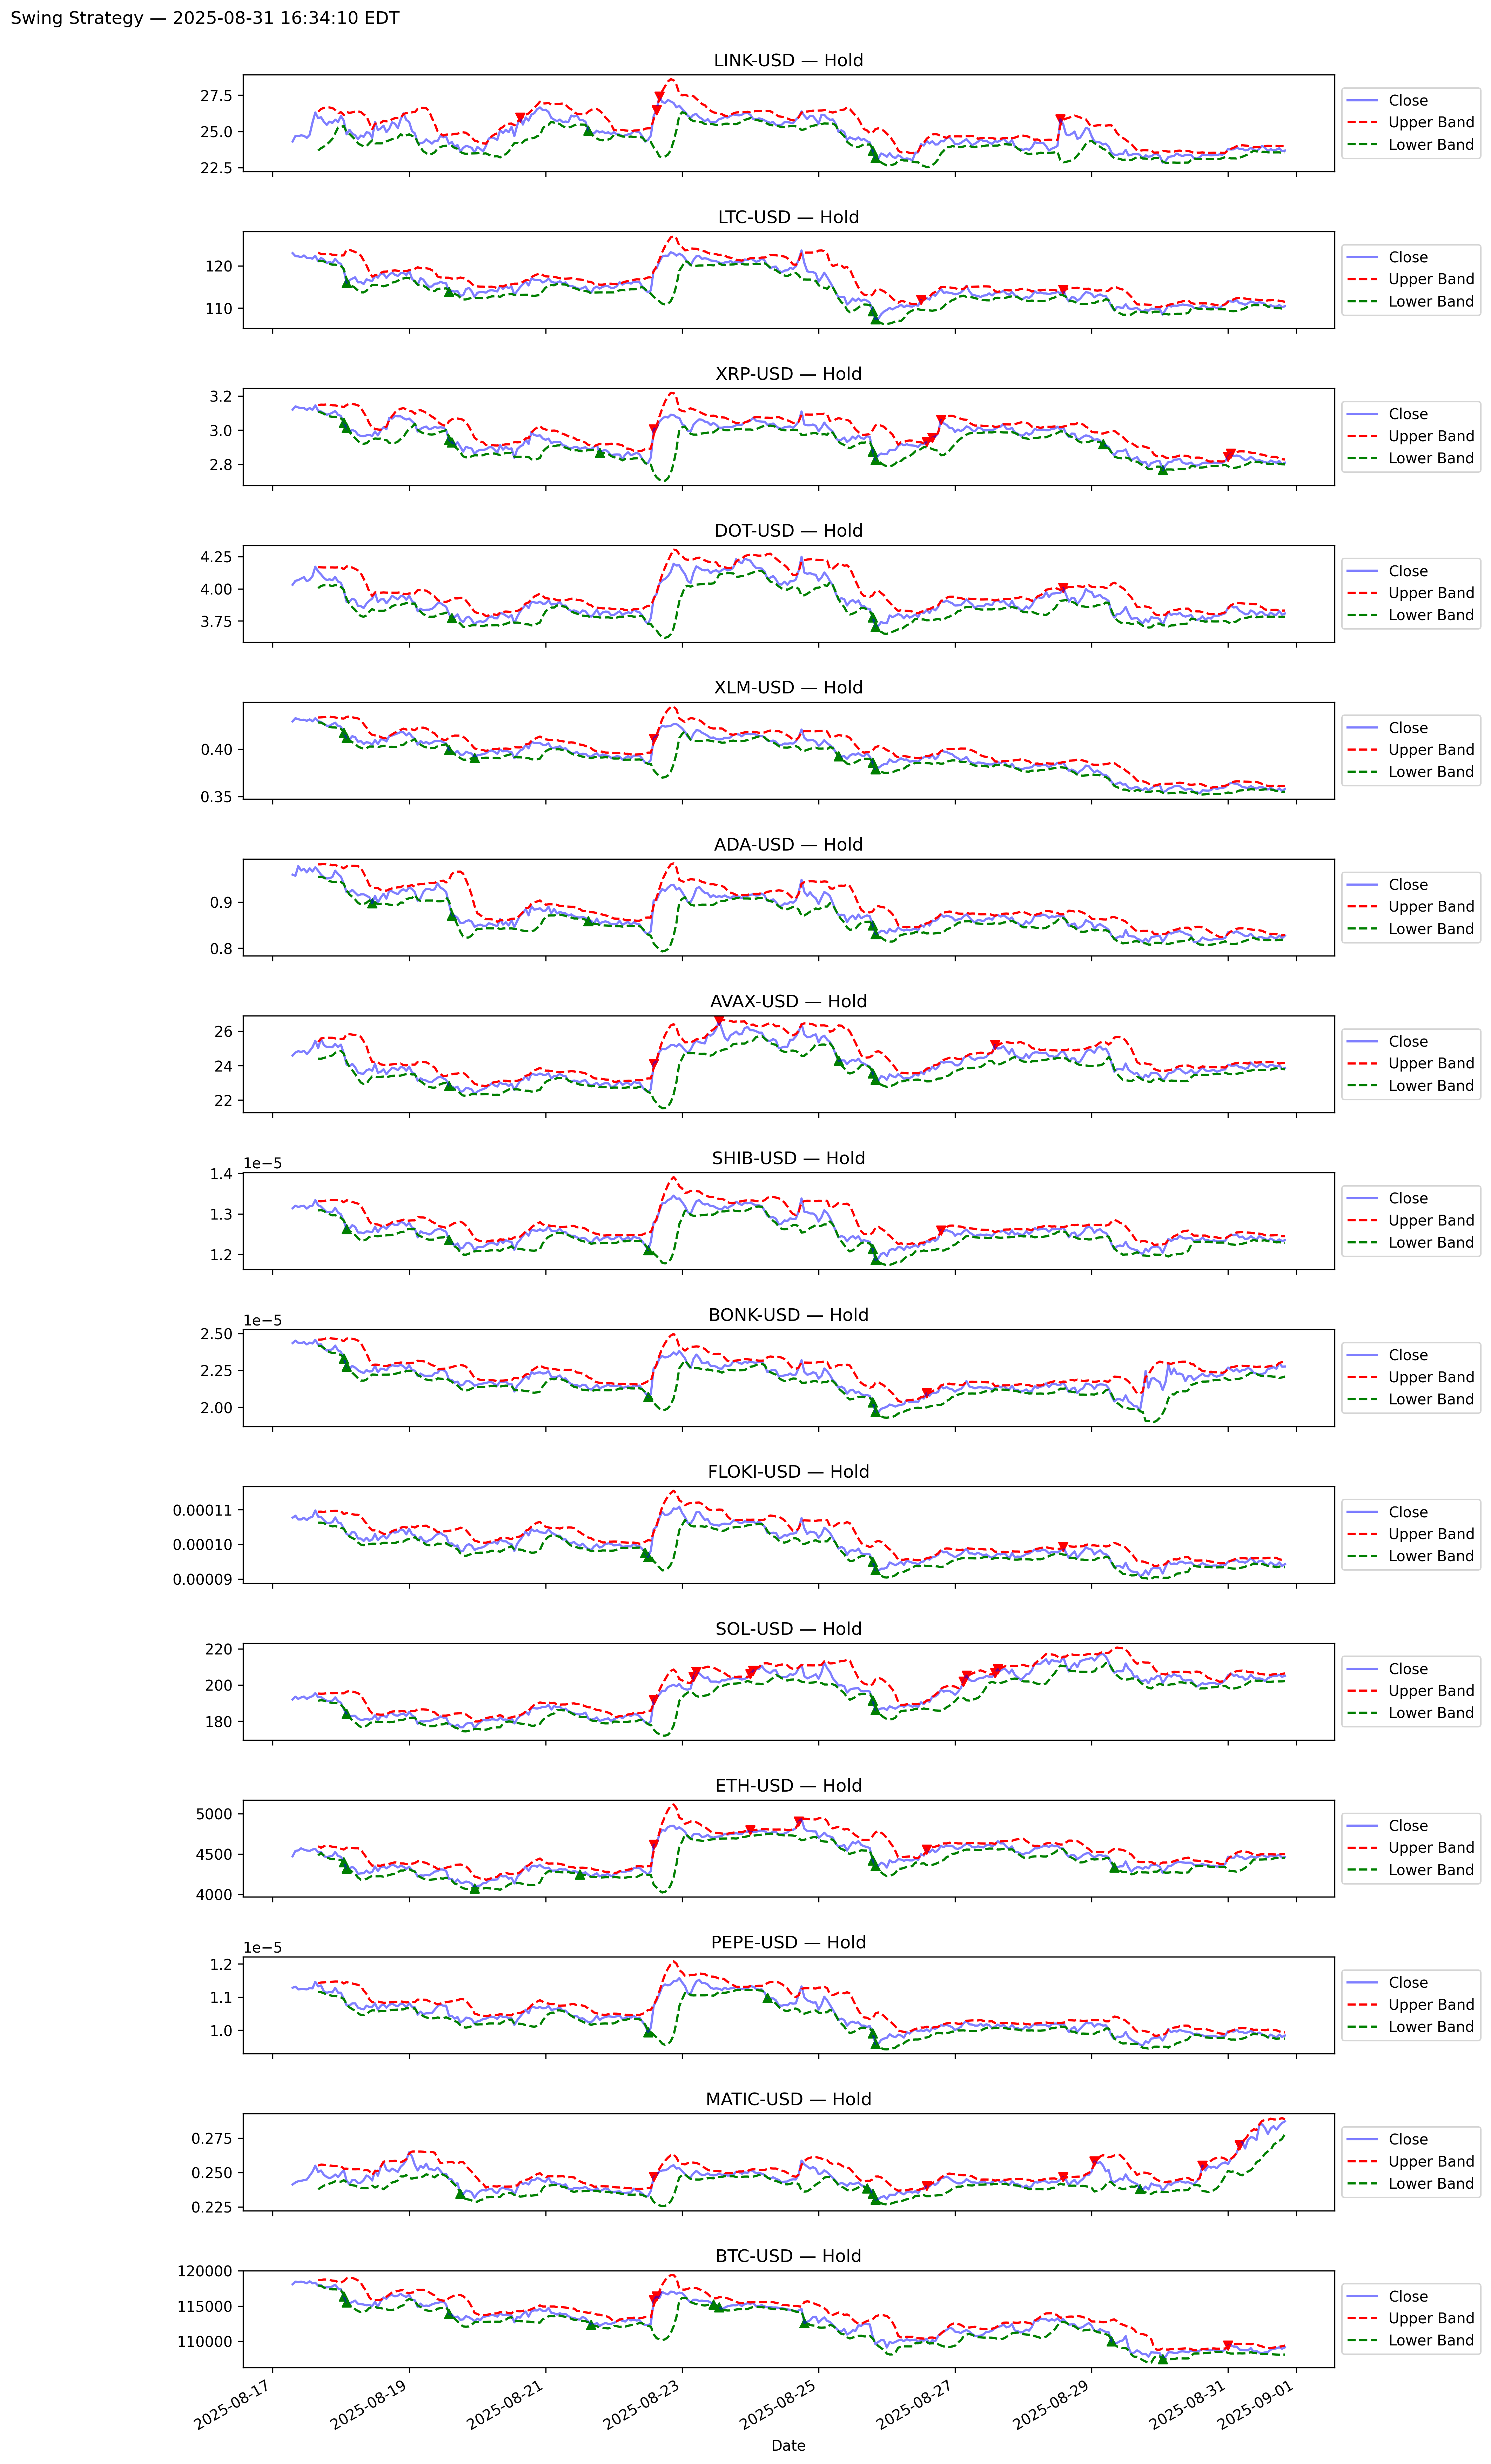 Swing Strategy — 2025-08-31 16:34:10 EDT
LINK-USD — Hold
27.5
25.0
22.5
Close
Upper Band
Lower Band
LTC-USD — Hold
120
110
Close
Upper Band
Lower Band
XRP-USD — Hold
3.2
3.0
2.8
Close
Upper Band
Lower Band
DOT-USD — Hold
4.25
4.00
3.75
Close
Upper Band
Lower Band
XLM-USD — Hold
0.40
0.35
Close
Upper Band
Lower Band
ADA-USD — Hold
0.9
0.8
Close
Upper Band
Lower Band
AVAX-USD — Hold
26
24
22
Close
Upper Band
Lower Band
SHIB-USD — Hold
1e−5
1.4
1.3
1.2
Close
Upper Band
Lower Band
BONK-USD — Hold
1e−5
2.50
2.25
2.00
Close
Upper Band
Lower Band
FLOKI-USD — Hold
0.00011
0.00010
0.00009
Close
Upper Band
Lower Band
SOL-USD — Hold
220
200
180
Close
Upper Band
Lower Band
ETH-USD — Hold
5000
4500
4000
Close
Upper Band
Lower Band
PEPE-USD — Hold
1e−5
1.2
1.1
1.0
Close
Upper Band
Lower Band
MATIC-USD — Hold
0.275
0.250
0.225
Close
Upper Band
Lower Band
BTC-USD — Hold
120000
115000
110000
Close
Upper Band
Lower Band
2025-08-17
2025-08-19
2025-08-21
2025-08-23
2025-08-25
2025-08-27
2025-08-29
2025-08-31
2025-09-01
Date